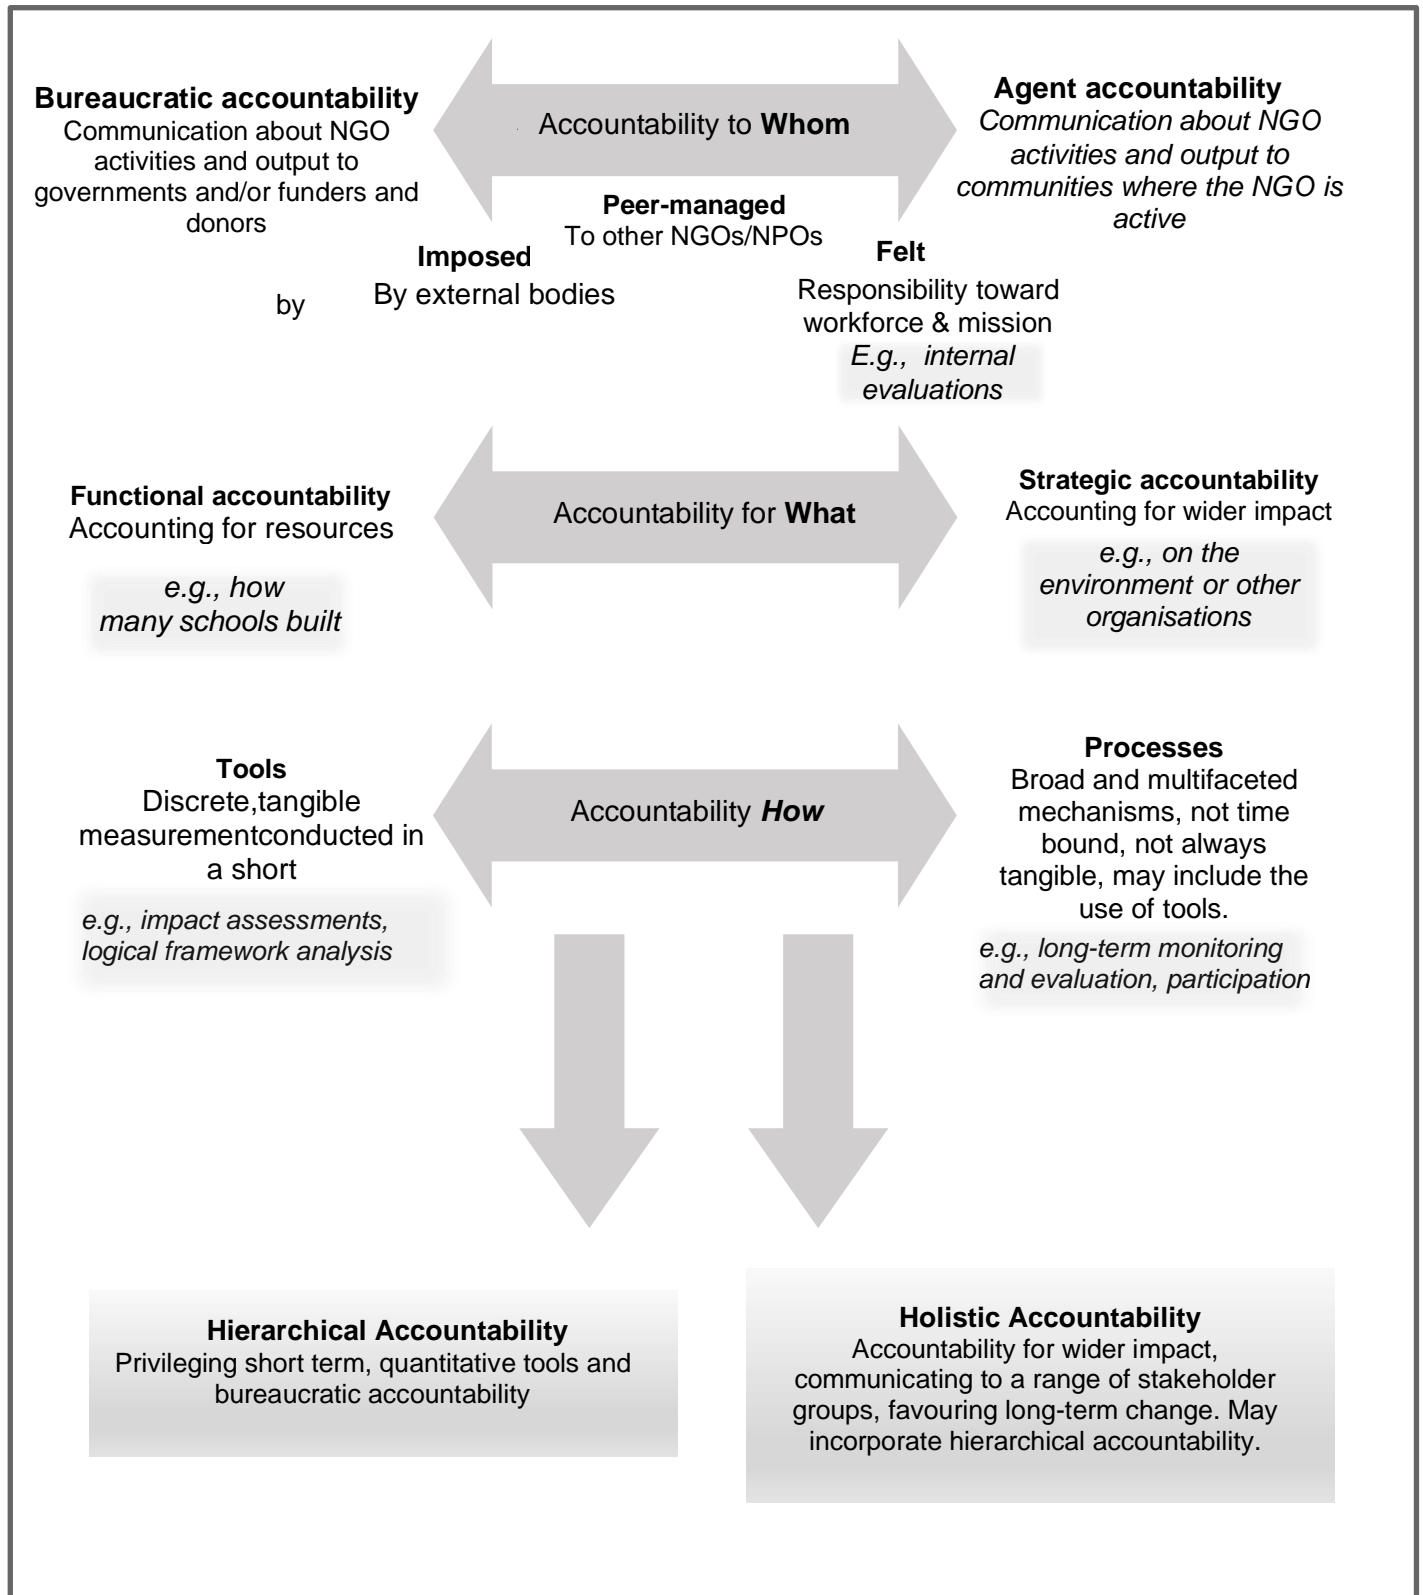 Bureaucratic accountability
Communication about NGO
activities and output to
governments and/or funders and
donors
Accountability to Whom
Agent accountability
Communication about NGO
activities and output to
communities where the NGO is
active
Peer-managed
To other NGOs/NPOs
Imposed
By external bodies
by
Felt
Responsibility toward
workforce & mission
E.g., internal
evaluations
Functional accountability
Accounting for resources
e.g., how
many schools built
Accountability for What
Strategic accountability
Accounting for wider impact
e.g., on the
environment or other
organisations
Tools
Discrete,tangible
measurementconducted in
a short
e.g., impact assessments,
logical framework analysis
Accountability How
Processes
Broad and multifaceted
mechanisms, not time
bound, not always
tangible, may include the
use of tools.
e.g., long-term monitoring
and evaluation, participation
Hierarchical Accountability
Privileging short term, quantitative tools and
bureaucratic accountability
Holistic Accountability
Accountability for wider impact,
communicating to a range of stakeholder
groups, favouring long-term change. May
incorporate hierarchical accountability.